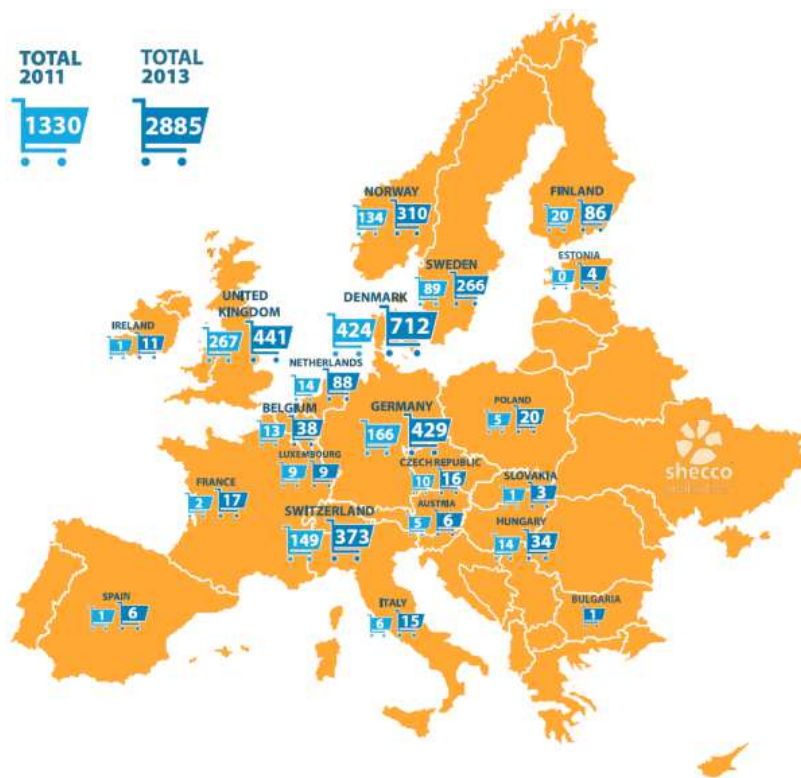 TOTAL
2011
1330
TOTAL
2013
2885
NORWAY
134 310
FINLAND
20 86
ESTONIA
0 4
SWEDEN
89 266
DENMARK
424 712
UNITED
KINGDOM
267 441
IRELAND
1 11
NETHERLANDS
14 88
BELGIUM
13 38
GERMANY
166 429
POLAND
5 20
LUXEMBOURG
9 9
CZECH REPUBLIC
10 16
SLOVAKIA
1 3
FRANCE
2 17
AUSTRIA
5 6
SWITZERLAND
149 373
HUNGARY
14 34
SPAIN
1 6
ITALY
6 15
BULGARIA
1
shecco